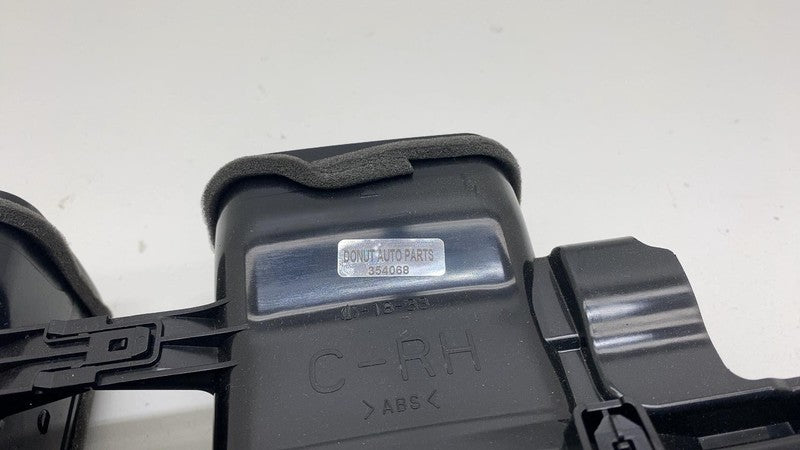 DONUT AUTO PARTS
354068
C-RH
>ABS<